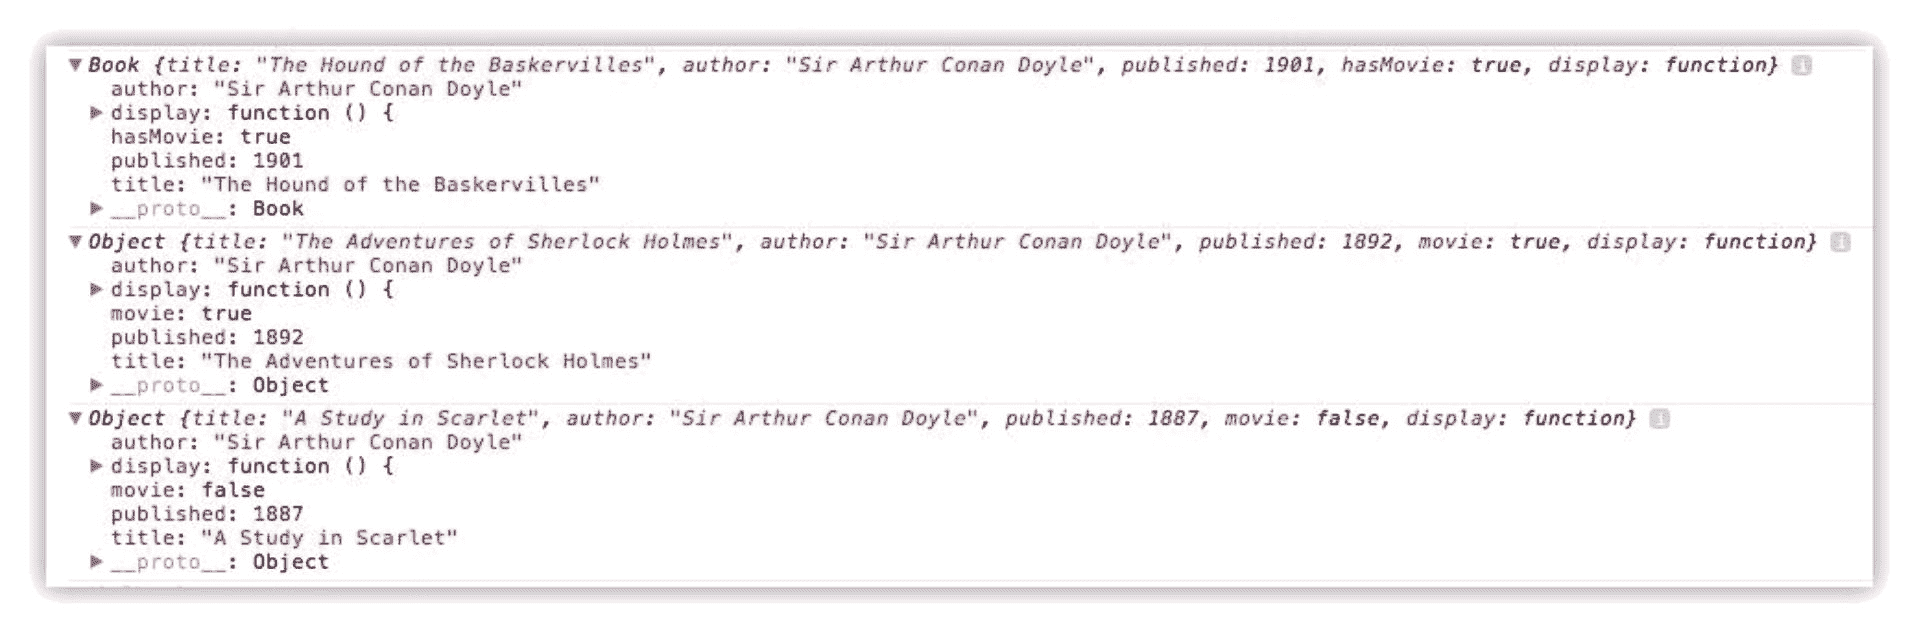 ▼Book {title: "The Hound of the Baskervilles", author: "Sir Arthur Conan Doyle", published: 1901, hasMovie: true, display: function} i
author: "Sir Arthur Conan Doyle"
▶display: function () {
hasMovie: true
published: 1901
title: "The Hound of the Baskervilles"
▶__proto__: Book
▼Object {title: "The Adventures of Sherlock Holmes", author: "Sir Arthur Conan Doyle", published: 1892, movie: true, display: function} i
author: "Sir Arthur Conan Doyle"
▶display: function () {
movie: true
published: 1892
title: "The Adventures of Sherlock Holmes"
▶__proto__: Object
▼Object {title: "A Study in Scarlet", author: "Sir Arthur Conan Doyle", published: 1887, movie: false, display: function} i
author: "Sir Arthur Conan Doyle"
▶display: function () {
movie: false
published: 1887
title: "A Study in Scarlet"
▶__proto__: Object